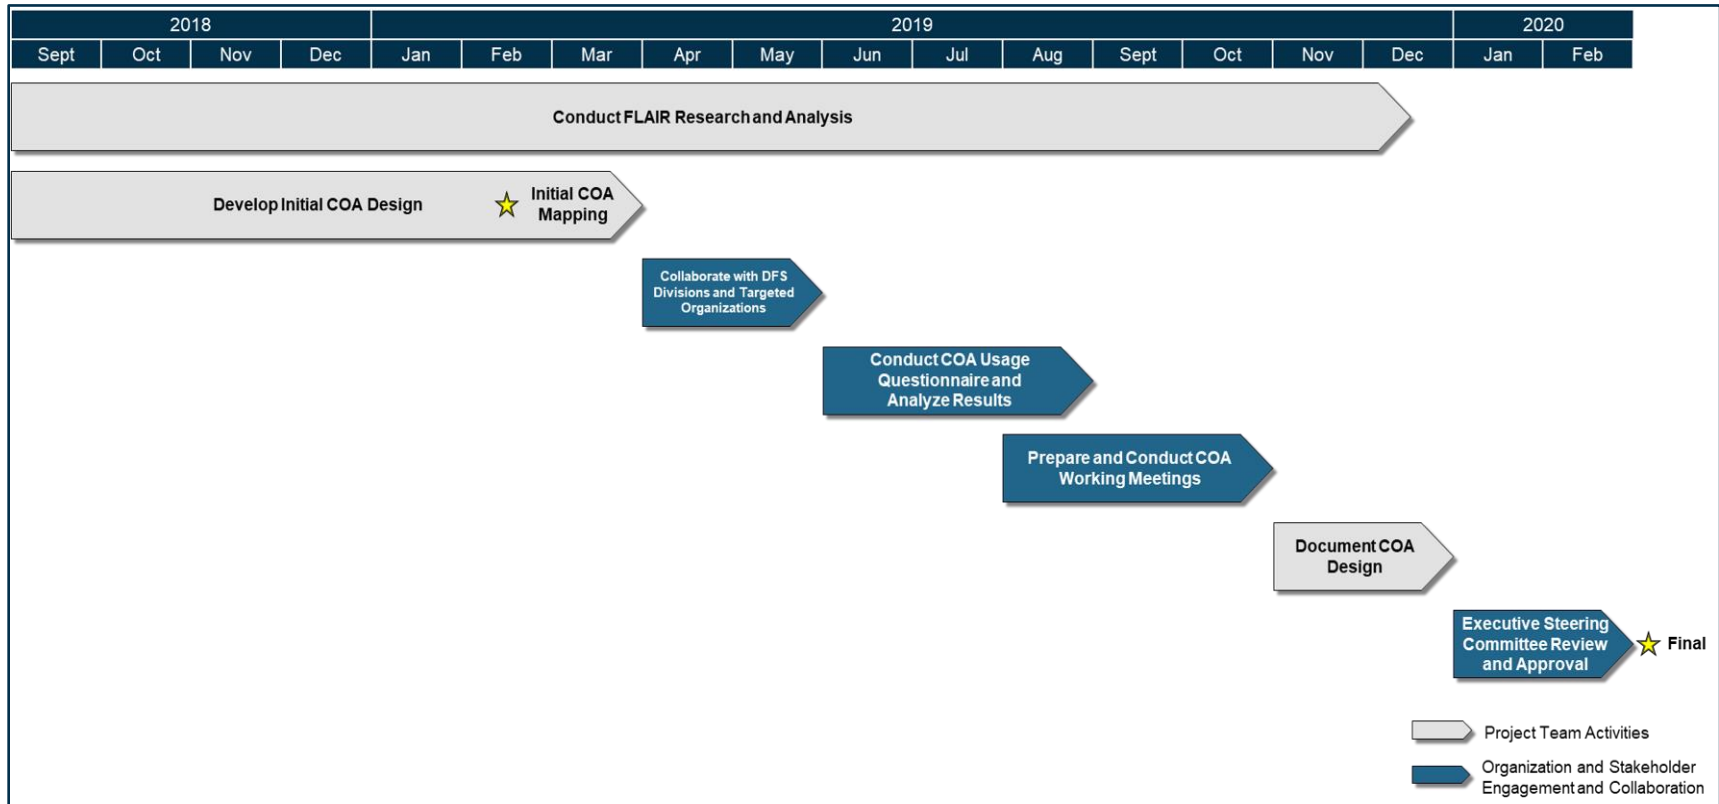 2018 2019 2020
Sept Oct Nov Dec Jan Feb Mar Apr May Jun Jul Aug Sept Oct Nov Dec Jan Feb
Conduct FLAIR Research and Analysis
Develop Initial COA Design
Initial COA
Mapping
Collaborate with DFS
Divisions and Targeted
Organizations
Conduct COA Usage
Questionnaire and
Analyze Results
Prepare and Conduct COA
Working Meetings
Document COA
Design
Executive Steering
Committee Review
and Approval
Final
Project Team Activities
Organization and Stakeholder
Engagement and Collaboration